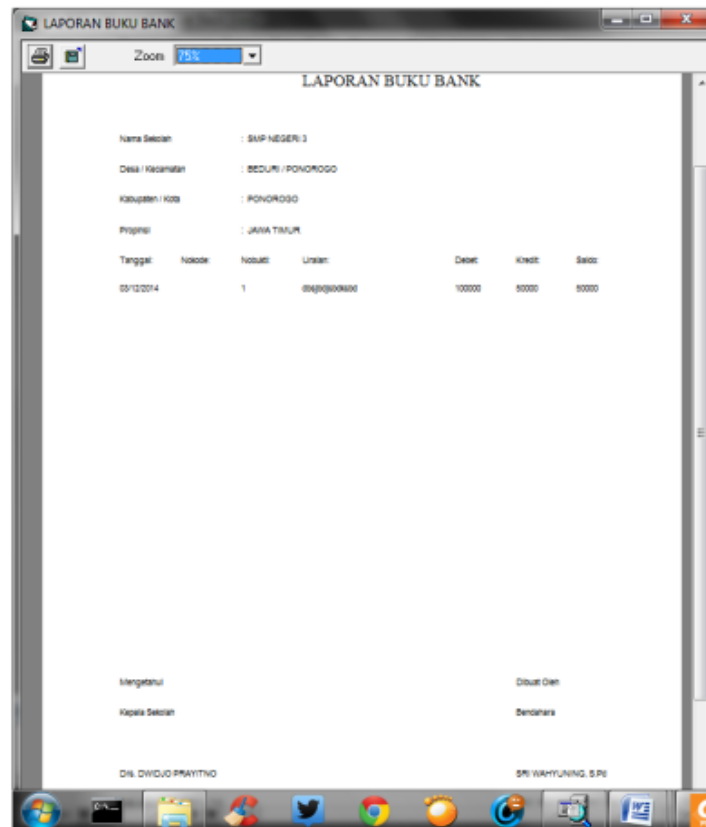 LAPORAN BUKU BANK
Zoom 75%
LAPORAN BUKU BANK
Nama Sekolah : SMP NEGERI 3
Desa / Kecamatan : BEDURI / PONOROGO
Kabupaten / Kota : PONOROGO
Propinsi : JAWA TIMUR
Tanggal: Nokode: Nobukti: Uraian: Debet: Kredit: Saldo:
03/12/2014 1 100000 50000 50000
Mengetahui Dibuat Oleh
Kepala Sekolah Bendahara
Drs. DWIDJO PRAYITNO SRI WAHYUNING, S.Pd